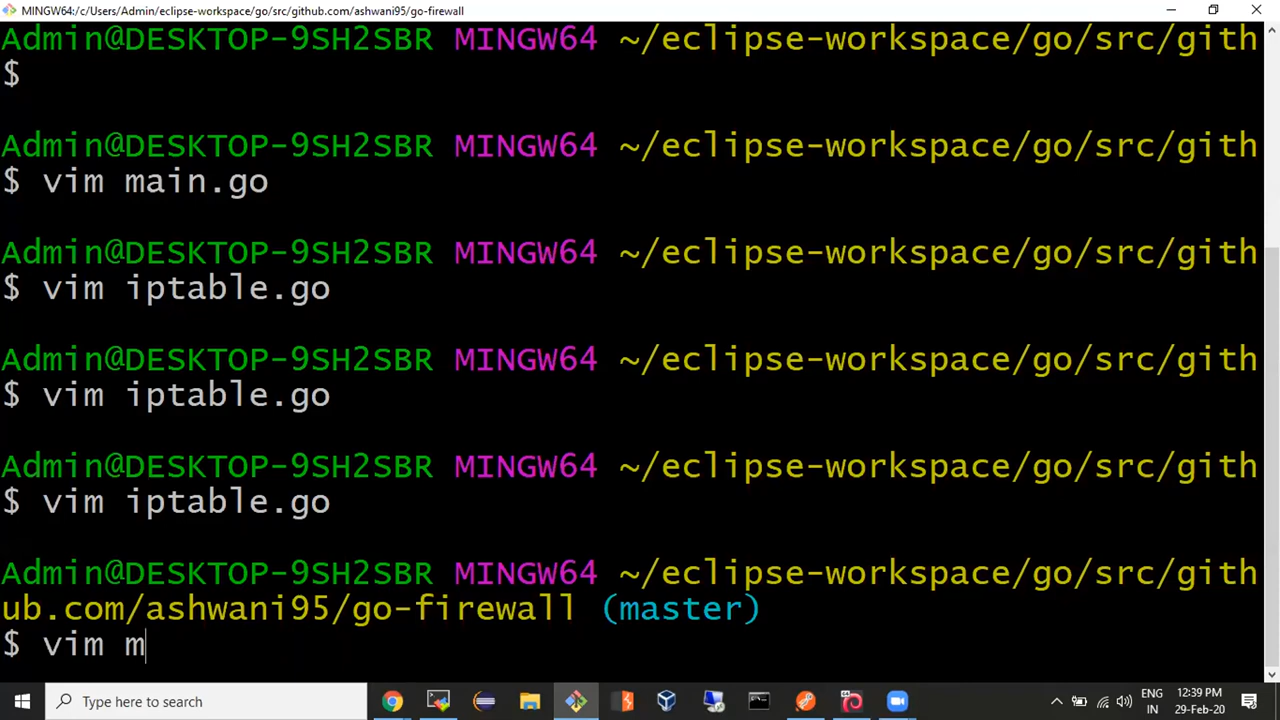 MINGW64:/c/Users/Admin/eclipse-workspace/go/src/github.com/ashwani95/go-firewall
Admin@DESKTOP-9SH2SBR MINGW64 ~/eclipse-workspace/go/src/gith
$
Admin@DESKTOP-9SH2SBR MINGW64 ~/eclipse-workspace/go/src/gith
$ vim main.go
Admin@DESKTOP-9SH2SBR MINGW64 ~/eclipse-workspace/go/src/gith
$ vim iptable.go
Admin@DESKTOP-9SH2SBR MINGW64 ~/eclipse-workspace/go/src/gith
$ vim iptable.go
Admin@DESKTOP-9SH2SBR MINGW64 ~/eclipse-workspace/go/src/gith
$ vim iptable.go
Admin@DESKTOP-9SH2SBR MINGW64 ~/eclipse-workspace/go/src/gith
ub.com/ashwani95/go-firewall (master)
$ vim m
Type here to search
ENG 12:39 PM
IN 29-Feb-20